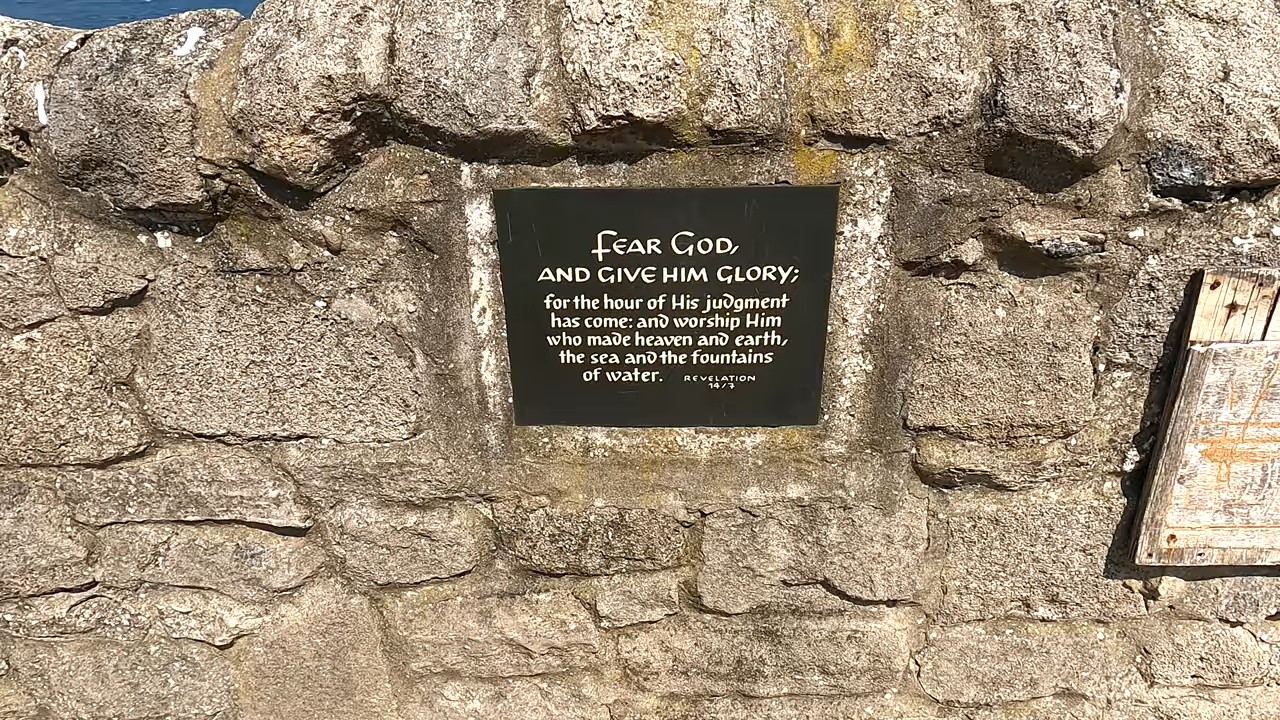 FEAR GOD,
AND GIVE HIM GLORY;
for the hour of His judgment
has come: and worship Him
who made heaven and earth,
the sea and the fountains
of water. REVELATION
14/7